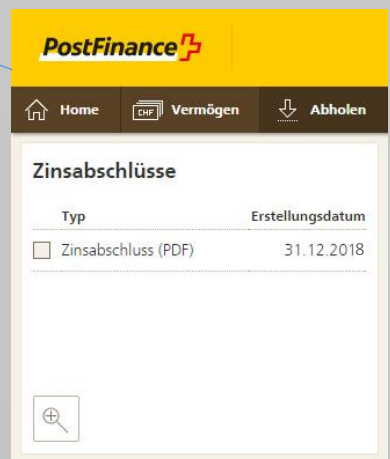 PostFinance
Home CHF Vermögen Abholen
Zinsabschlüsse
Typ Erstellungsdatum
Zinsabschluss (PDF) 31.12.2018